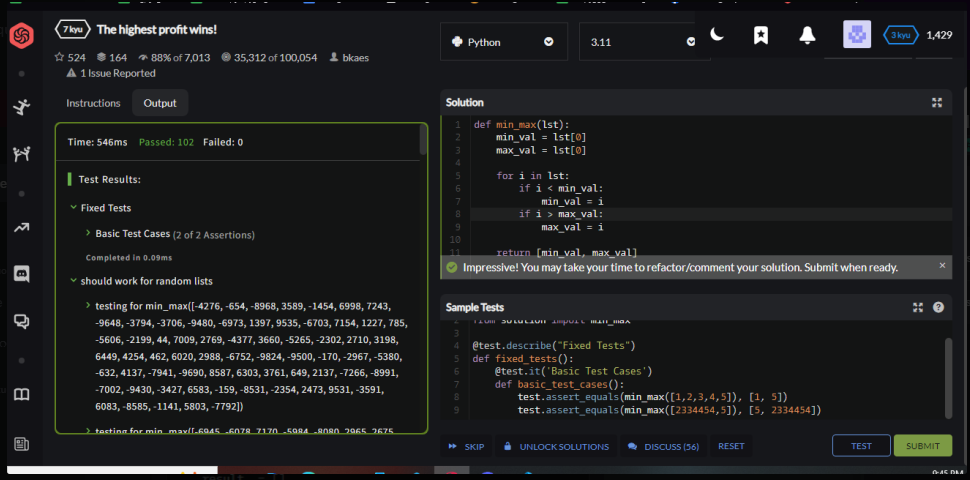 7 kyu The highest profit wins!
524 164 88% of 7,013 35,312 of 100,054 bkaes
1 Issue Reported
Python
3.11
3 kyu
1,429
Instructions Output
Time: 546ms Passed: 102 Failed: 0
Test Results:
Fixed Tests
Basic Test Cases (2 of 2 Assertions)
Completed in 0.09ms
should work for random lists
testing for min_max([-4276, -654, -8968, 3589, -1454, 6998, 7243,
-9648, -3794, -3706, -9480, -6973, 1397, 9535, -6703, 7154, 1227, 785,
-5606, -2199, 44, 7009, 2769, -4377, 3660, -5265, -2302, 2710, 3198,
6449, 4254, 462, 6020, 2988, -6752, -9824, -9500, -170, -2967, -5380,
-632, 4137, -7941, -9690, 8587, 6303, 3761, 649, 2137, -7266, -8991,
-7002, -9430, -3427, 6583, -159, -8531, -2354, 2473, 9531, -3591,
6083, -8585, -1141, 5803, -7792])
testing for min_max([-6945, -6078, 7170, -5984, -8080, 2965, 2675,
Solution
1 def min_max(lst):
2 min_val = lst[0]
3 max_val = lst[0]
4
5 for i in lst:
6 if i < min_val:
7 min_val = i
8 if i > max_val:
9 max_val = i
10
11 return [min_val, max_val]
Impressive! You may take your time to refactor/comment your solution. Submit when ready.
Sample Tests
2 from solution import min_max
3
4 @test.describe("Fixed Tests")
5 def fixed_tests():
6 @test.it('Basic Test Cases')
7 def basic_test_cases():
8 test.assert_equals(min_max([1,2,3,4,5]), [1, 5])
9 test.assert_equals(min_max([2334454,5]), [5, 2334454])
SKIP UNLOCK SOLUTIONS DISCUSS (56) RESET TEST SUBMIT
9:45 PM